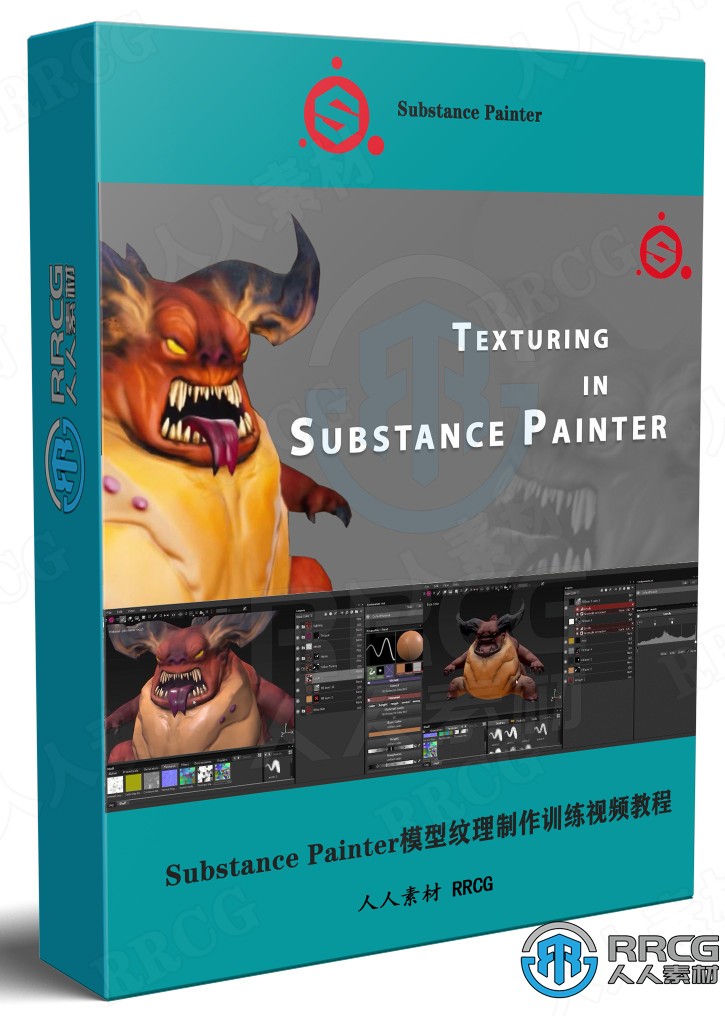 Substance Painter
TEXTURING
IN
SUBSTANCE PAINTER
RRCG
人人素材
Substance Painter模型纹理制作训练视频教程
人人素材 RRCG
RRCG
人人素材